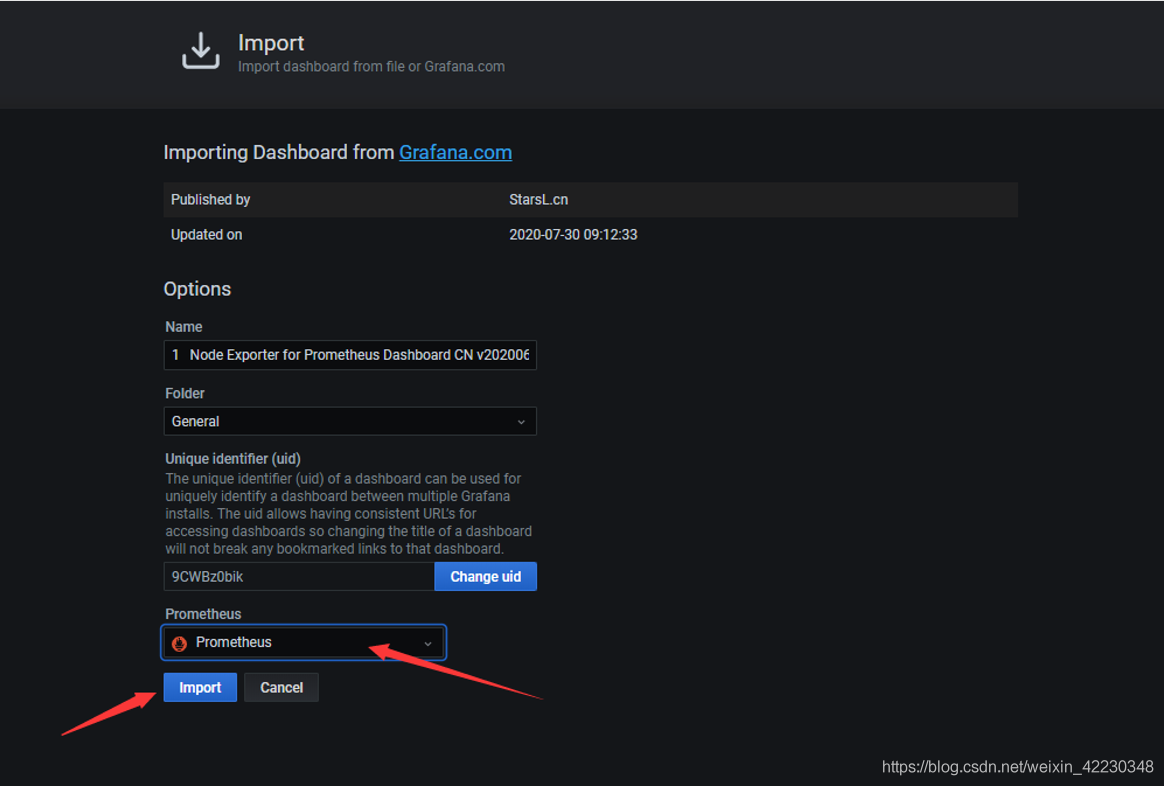 Import
Import dashboard from file or Grafana.com
Importing Dashboard from Grafana.com
Published by StarsL.cn
Updated on 2020-07-30 09:12:33
Options
Name
1 Node Exporter for Prometheus Dashboard CN v202006
Folder
General
Unique identifier (uid)
The unique identifier (uid) of a dashboard can be used for
uniquely identify a dashboard between multiple Grafana
installs. The uid allows having consistent URL's for
accessing dashboards so changing the title of a dashboard
will not break any bookmarked links to that dashboard.
9CWBz0bik Change uid
Prometheus
Prometheus
Import Cancel
https://blog.csdn.net/weixin_42230348